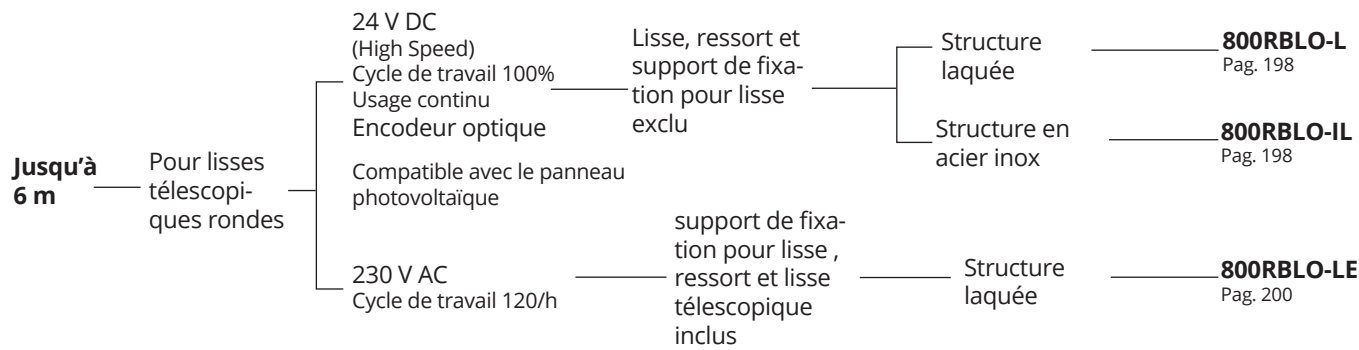 Jusqu’à
6 m
Pour lisses
télescopi-
ques rondes
24 V DC
(High Speed)
Cycle de travail 100%
Usage continu
Encodeur optique
Compatible avec le panneau
photovoltaïque
Lisse, ressort et
support de fixa-
tion pour lisse
exclu
Structure
laquée
800RBLO-L
Pag. 198
Structure en
acier inox
800RBLO-IL
Pag. 198
230 V AC
Cycle de travail 120/h
support de fixa-
tion pour lisse ,
ressort et lisse
télescopique
inclus
Structure
laquée
800RBLO-LE
Pag. 200